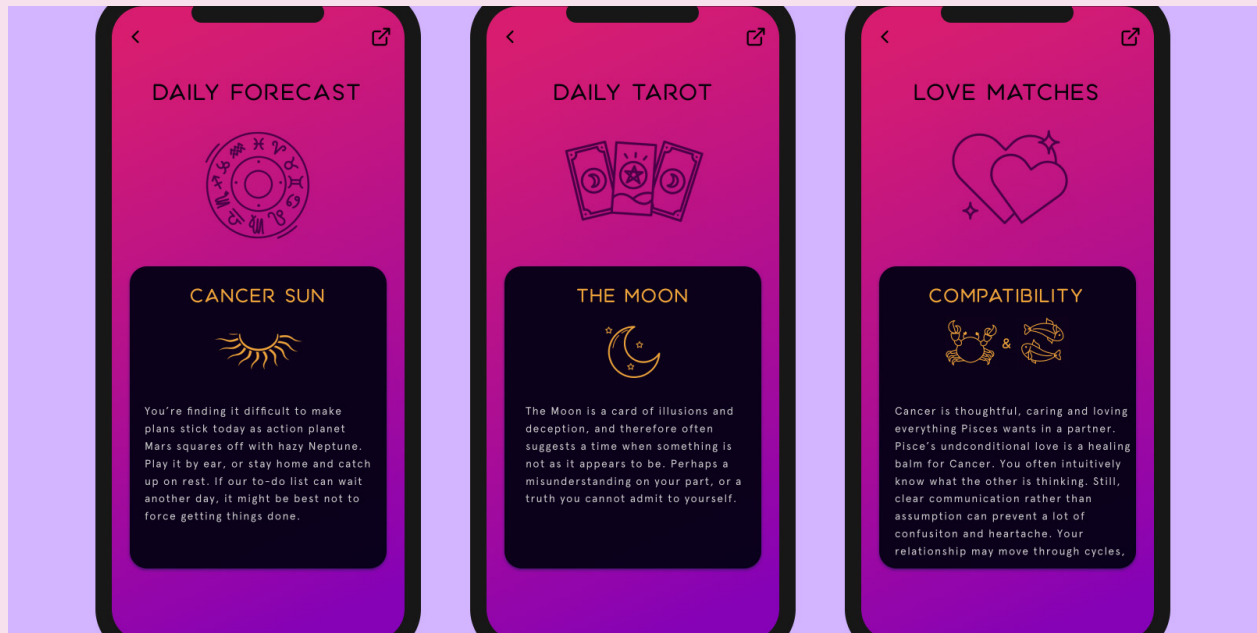 DAILY FORECAST
CANCER SUN
You're finding it difficult to make
plans stick today as action planet
Mars squares off with hazy Neptune.
Play it by ear, or stay home and catch
up on rest. If our to-do list can wait
another day, it might be best not to
force getting things done.
DAILY TAROT
THE MOON
The Moon is a card of illusions and
deception, and therefore often
suggests a time when something is
not as it appears to be. Perhaps a
misunderstanding on your part, or a
truth you cannot admit to yourself.
LOVE MATCHES
COMPATIBILITY
&
Cancer is thoughtful, caring and loving
everything Pisces wants in a partner.
Pisce's undconditional love is a healing
balm for Cancer. You often intuitively
know what the other is thinking. Still,
clear communication rather than
assumption can prevent a lot of
confusiton and heartache. Your
relationship may move through cycles,